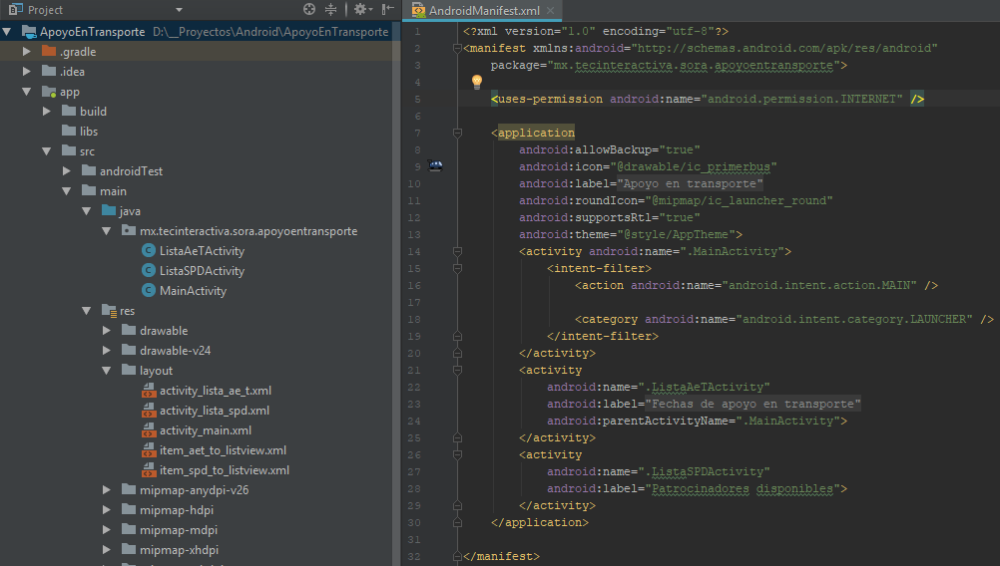 Project
ApoyoEnTransporte D:\__Proyectos\Android\ApoyoEnTransporte
.gradle
.idea
app
build
libs
src
androidTest
main
java
mx.tecinteractiva.sora.apoyoentransporte
ListaAeTActivity
ListaSPDActivity
MainActivity
res
drawable
drawable-v24
layout
activity_lista_ae_t.xml
activity_lista_spd.xml
activity_main.xml
item_aet_to_listview.xml
item_spd_to_listview.xml
mipmap-anydpi-v26
mipmap-hdpi
mipmap-mdpi
mipmap-xhdpi
AndroidManifest.xml
1 <?xml version="1.0" encoding="utf-8"?>
2 <manifest xmlns:android="http://schemas.android.com/apk/res/android"
3 package="mx.tecinteractiva.sora.apoyoentransporte">
4
5 <uses-permission android:name="android.permission.INTERNET" />
6
7 <application
8 android:allowBackup="true"
9 android:icon="@drawable/ic_primerbus"
10 android:label="Apoyo en transporte"
11 android:roundIcon="@mipmap/ic_launcher_round"
12 android:supportsRtl="true"
13 android:theme="@style/AppTheme">
14 <activity android:name=".MainActivity">
15 <intent-filter>
16 <action android:name="android.intent.action.MAIN" />
17
18 <category android:name="android.intent.category.LAUNCHER" />
19 </intent-filter>
20 </activity>
21 <activity
22 android:name=".ListaAeTActivity"
23 android:label="Fechas de apoyo en transporte"
24 android:parentActivityName=".MainActivity">
25 </activity>
26 <activity
27 android:name=".ListaSPDActivity"
28 android:label="Patrocinadores disponibles">
29 </activity>
30 </application>
31
32 </manifest>